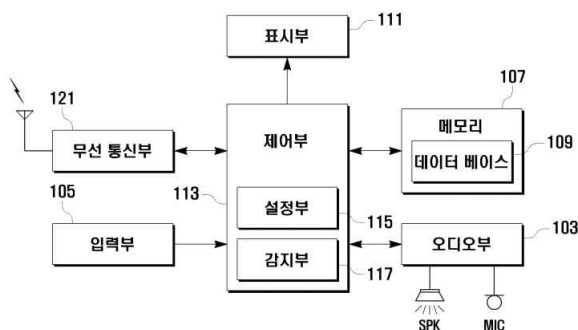 표시부
111
121
무선 통신부
제어부
107
메모리
데이터 베이스
109
105
입력부
113
설정부
115
감지부
117
오디오부
103
SPK
MIC